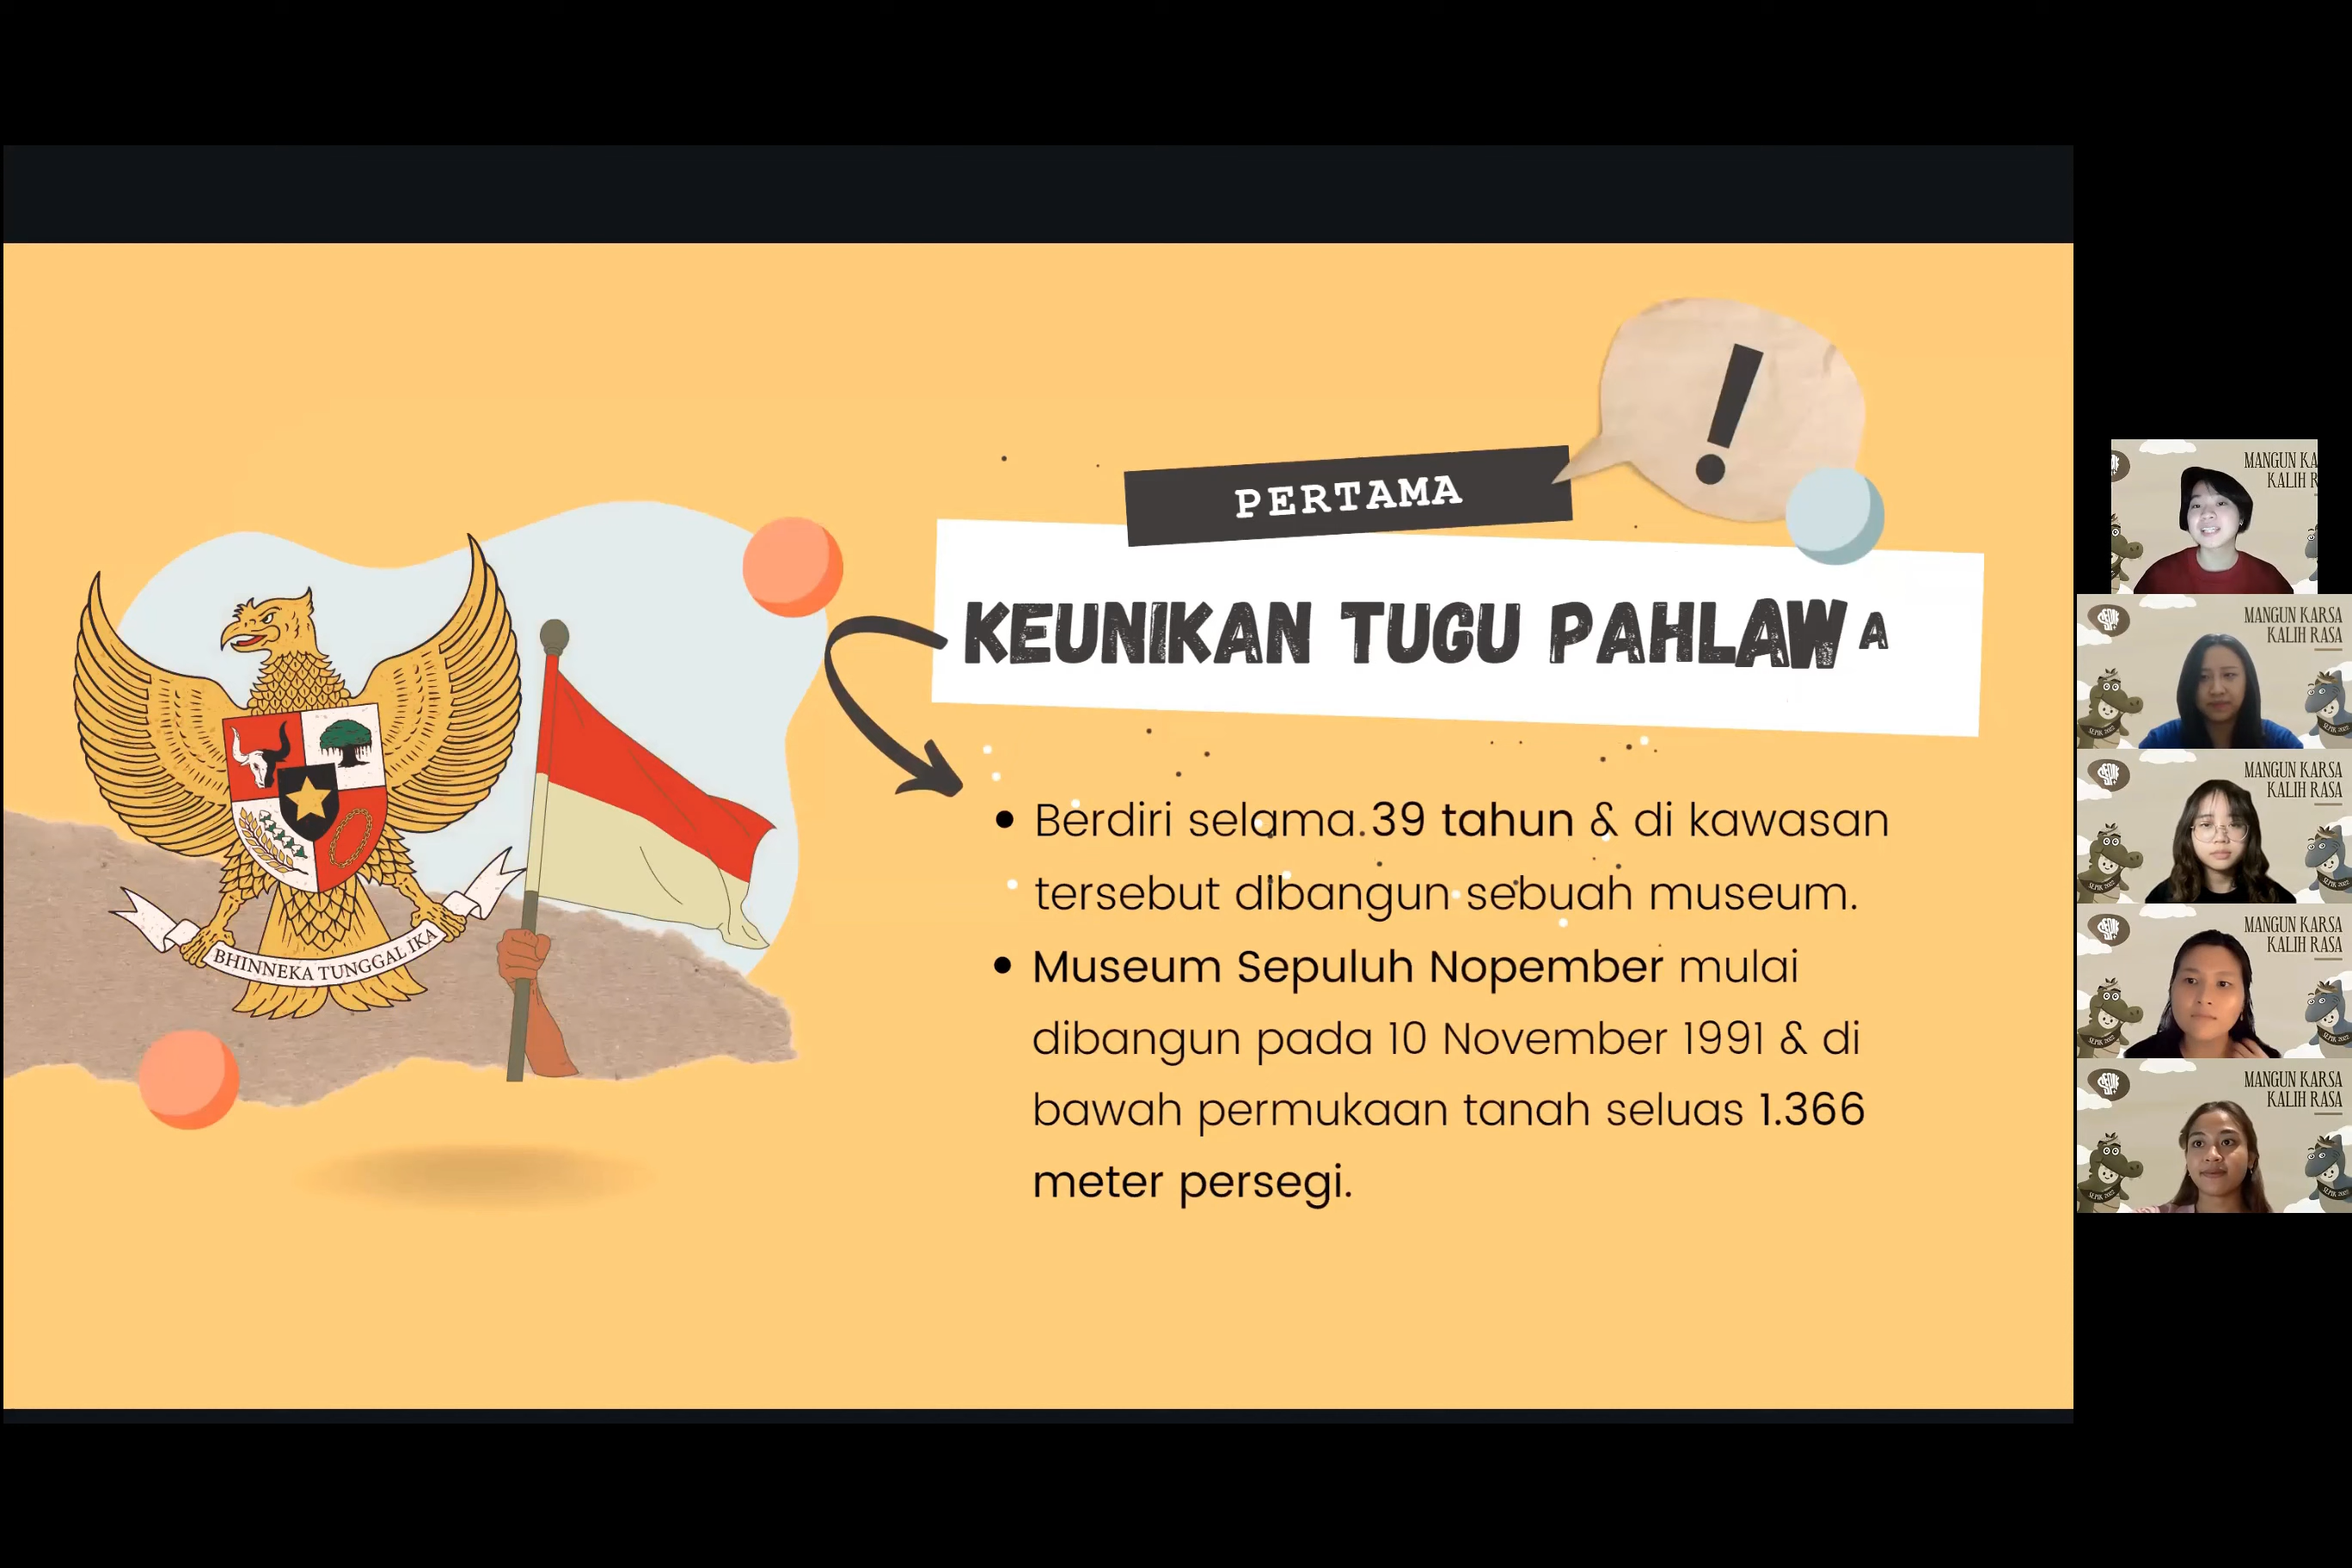 PERTAMA
KEUNIKAN TUGU PAHLAWA
Berdiri selama 39 tahun & di kawasan
tersebut dibangun sebuah museum.
Museum Sepuluh Nopember mulai
dibangun pada 10 November 1991 & di
bawah permukaan tanah seluas 1.366
meter persegi.
BHINNEKA TUNGGAL IKA
!
MANGUN KA
KALIH R
MANGUN KARSA
KALIH RASA
MANGUN KARSA
KALIH RASA
MANGUN KARSA
KALIH RASA
MANGUN KARSA
KALIH RASA